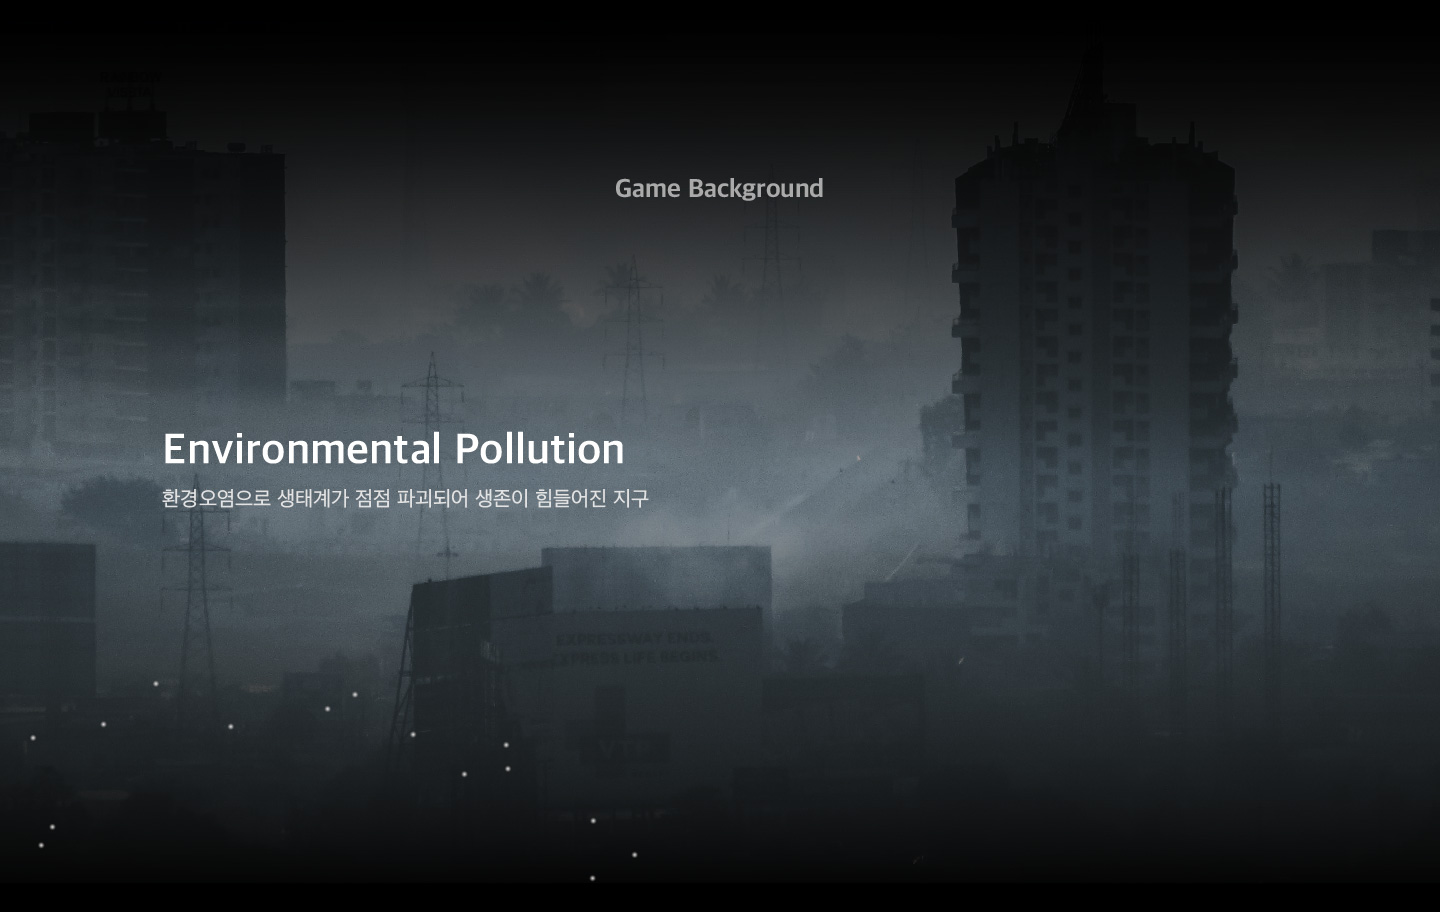 Game Background
Environmental Pollution
환경오염으로 생태계가 점점 파괴되어 생존이 힘들어진 지구
EXPRESSWAY ENDS.
EXPRESS LIFE BEGINS.